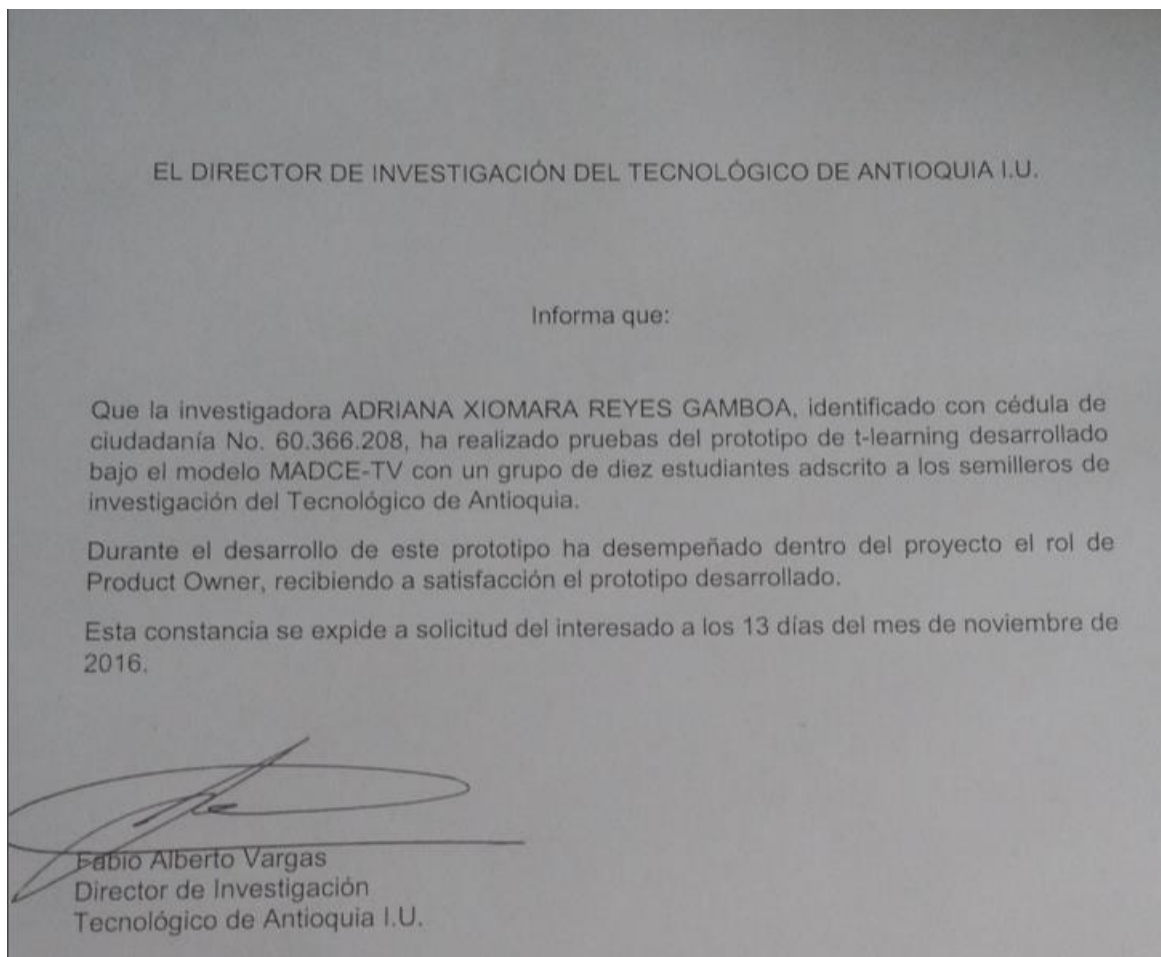 EL DIRECTOR DE INVESTIGACIÓN DEL TECNOLÓGICO DE ANTIOQUIA I.U.
Informa que:
Que la investigadora ADRIANA XIOMARA REYES GAMBOA, identificado con cédula de
ciudadanía No. 60.366.208, ha realizado pruebas del prototipo de t-learning desarrollado
bajo el modelo MADCE-TV con un grupo de diez estudiantes adscrito a los semilleros de
investigación del Tecnológico de Antioquia.
Durante el desarrollo de este prototipo ha desempeñado dentro del proyecto el rol de
Product Owner, recibiendo a satisfacción el prototipo desarrollado.
Esta constancia se expide a solicitud del interesado a los 13 días del mes de noviembre de
2016.
Fabio Alberto Vargas
Director de Investigación
Tecnológico de Antioquia I.U.